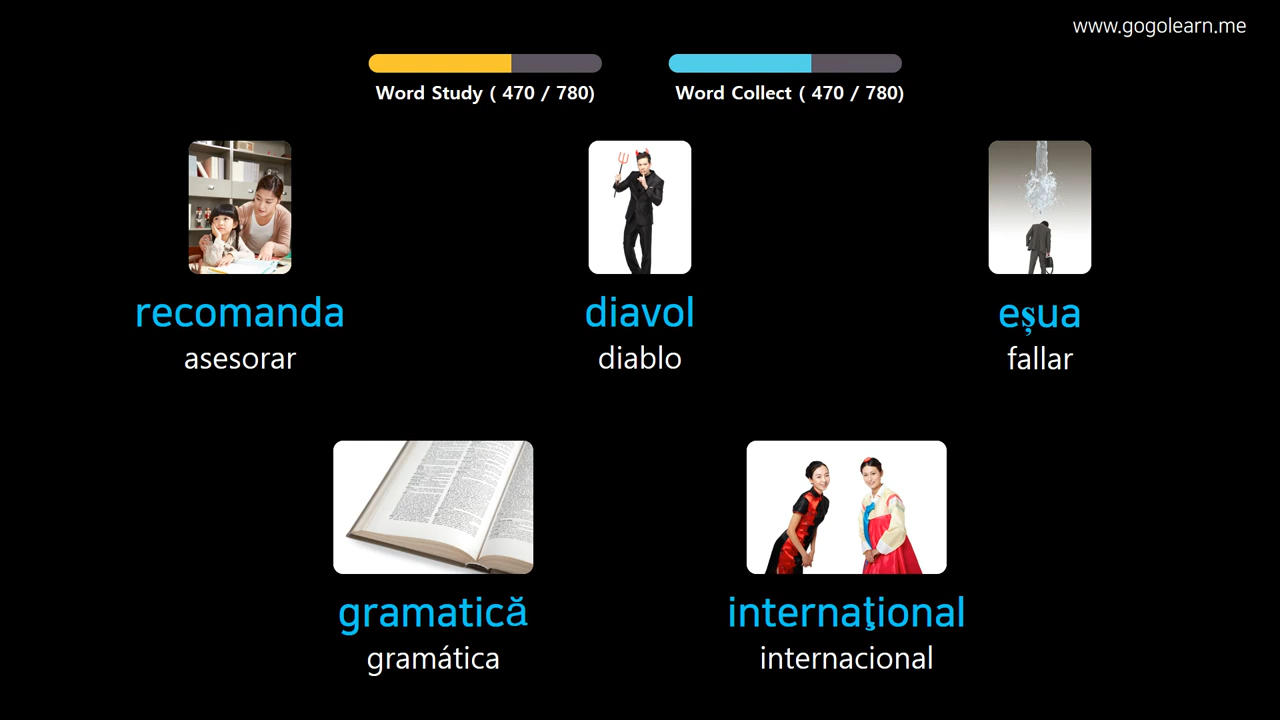 www.gogolearn.me
Word Study ( 470 / 780)
Word Collect ( 470 / 780)
recomanda
diavol
eșua
asesorar
diablo
fallar
gramatică
internaţional
gramática
internacional